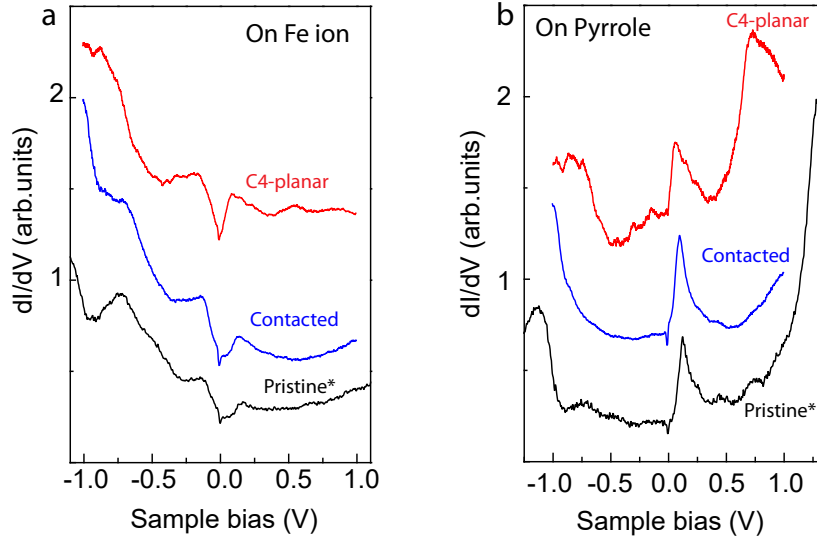 a
On Fe ion
C4-planar
Contacted
Pristine*
2
1
dI/dV (arb.units)
-1.0 -0.5 0.0 0.5 1.0
Sample bias (V)
b
On Pyrrole
C4-planar
Contacted
Pristine*
2
1
dI/dV (arb.units)
-1.0 -0.5 0.0 0.5 1.0
Sample bias (V)